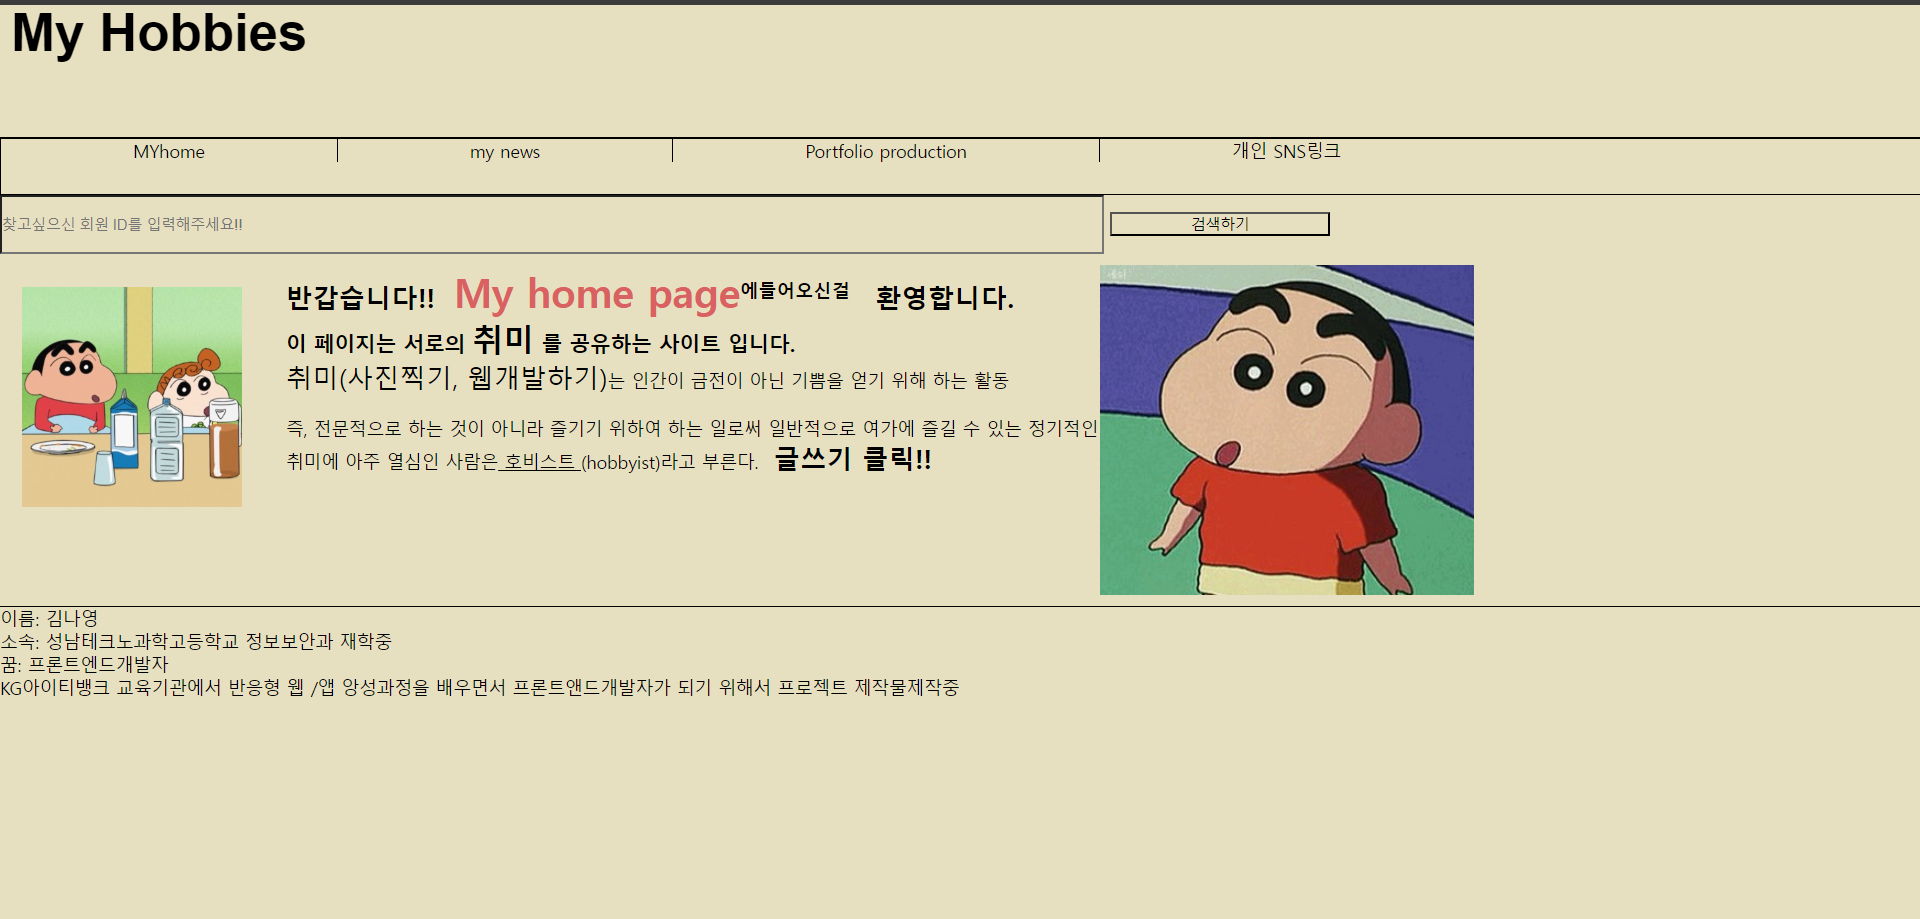 My Hobbies
MYhome my news Portfolio production 개인 SNS링크
찾고싶으신 회원 ID를 입력해주세요!! 검색하기
반갑습니다!! My home page에들어오신걸 환영합니다.
이 페이지는 서로의 취미 를 공유하는 사이트 입니다.
취미(사진찍기, 웹개발하기)는 인간이 금전이 아닌 기쁨을 얻기 위해 하는 활동
즉, 전문적으로 하는 것이 아니라 즐기기 위하여 하는 일로써 일반적으로 여가에 즐길 수 있는 정기적인
취미에 아주 열심인 사람은 호비스트 (hobbyist)라고 부른다. 글쓰기 클릭!!
이름: 김나영
소속: 성남테크노과학고등학교 정보보안과 재학중
꿈: 프론트엔드개발자
KG아이티뱅크 교육기관에서 반응형 웹 /앱 앙성과정을 배우면서 프론트앤드개발자가 되기 위해서 프로젝트 제작물제작중